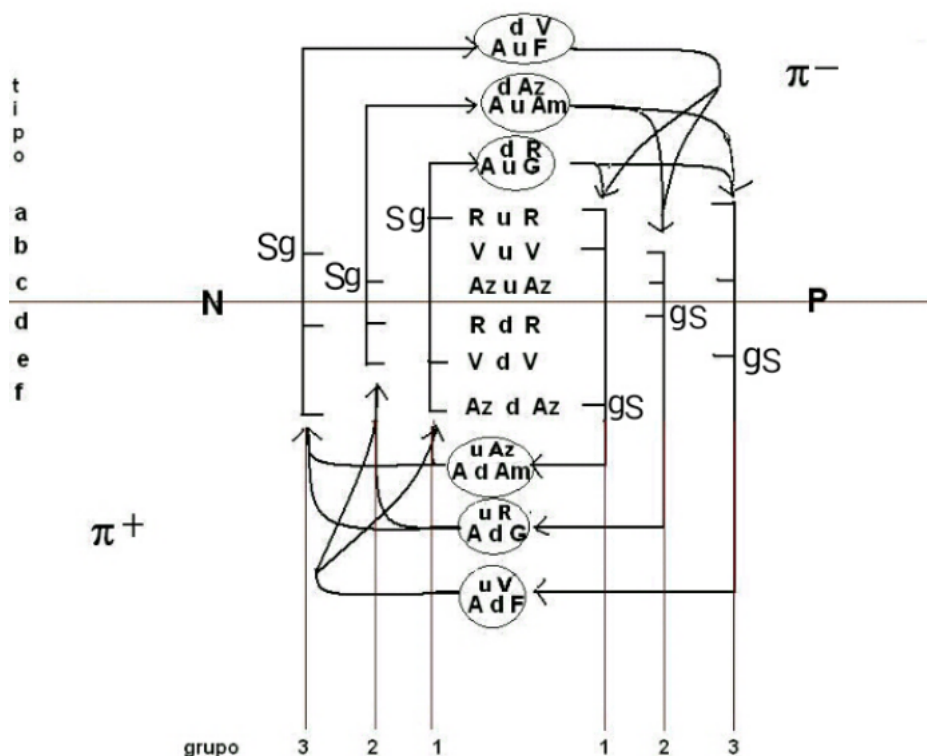 d V
A u F
π−
t
i
p
o
d Az
A u Am
d R
A u G
a
Sg
R u R
b
Sg
V u V
c
Sg
Az u Az
N
P
d
R d R
gS
e
V d V
gS
f
Az d Az
gS
u Az
A d Am
π+
u R
A d G
u V
A d F
grupo 3 2 1 1 2 3